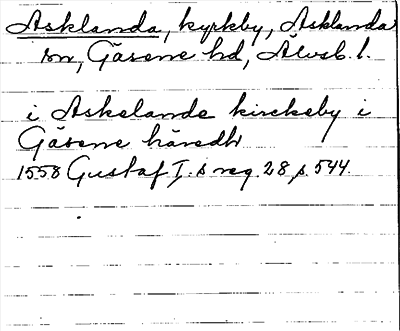 Asklanda, kyrkby, Asklanda
sn, Gäsene hd, Älvsb. l.
i Askelande kirckeby i
Gäsene häredh
1558 Gustaf I.s reg. 28, s. 544.